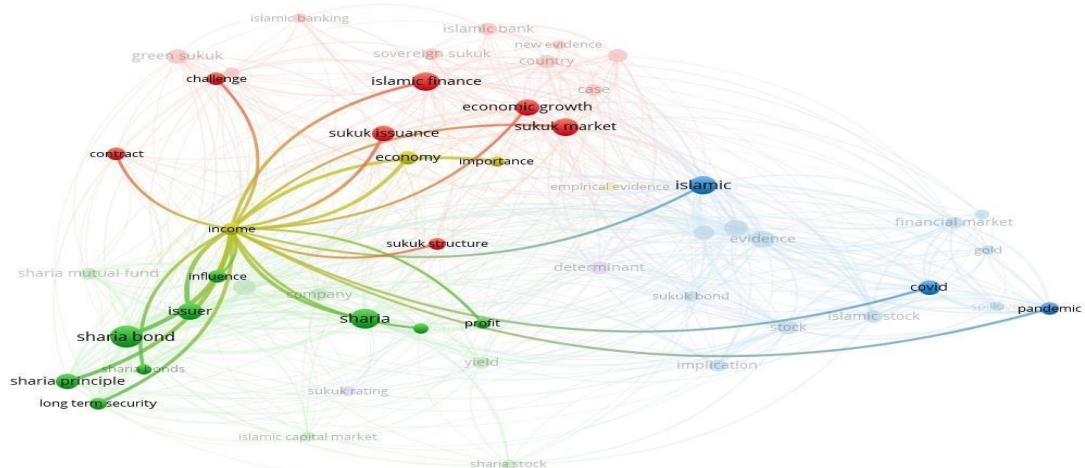 islamic banking
islamic bank
new evidence
green sukuk
sovereign sukuk
country
challenge
islamic finance
case
economic growth
sukuk issuance
sukuk market
contract
economy
importance
empirical evidence
islamic
income
financial market
sukuk structure
evidence
gold
sharia mutual fund
influence
determinant
company
covid
sukuk bond
issuer
sharia
profit
stock
islamic stock
pandemic
sharia bond
yield
implication
sharia bonds
sharia principle
sukuk rating
long term security
islamic capital market
sharia stock